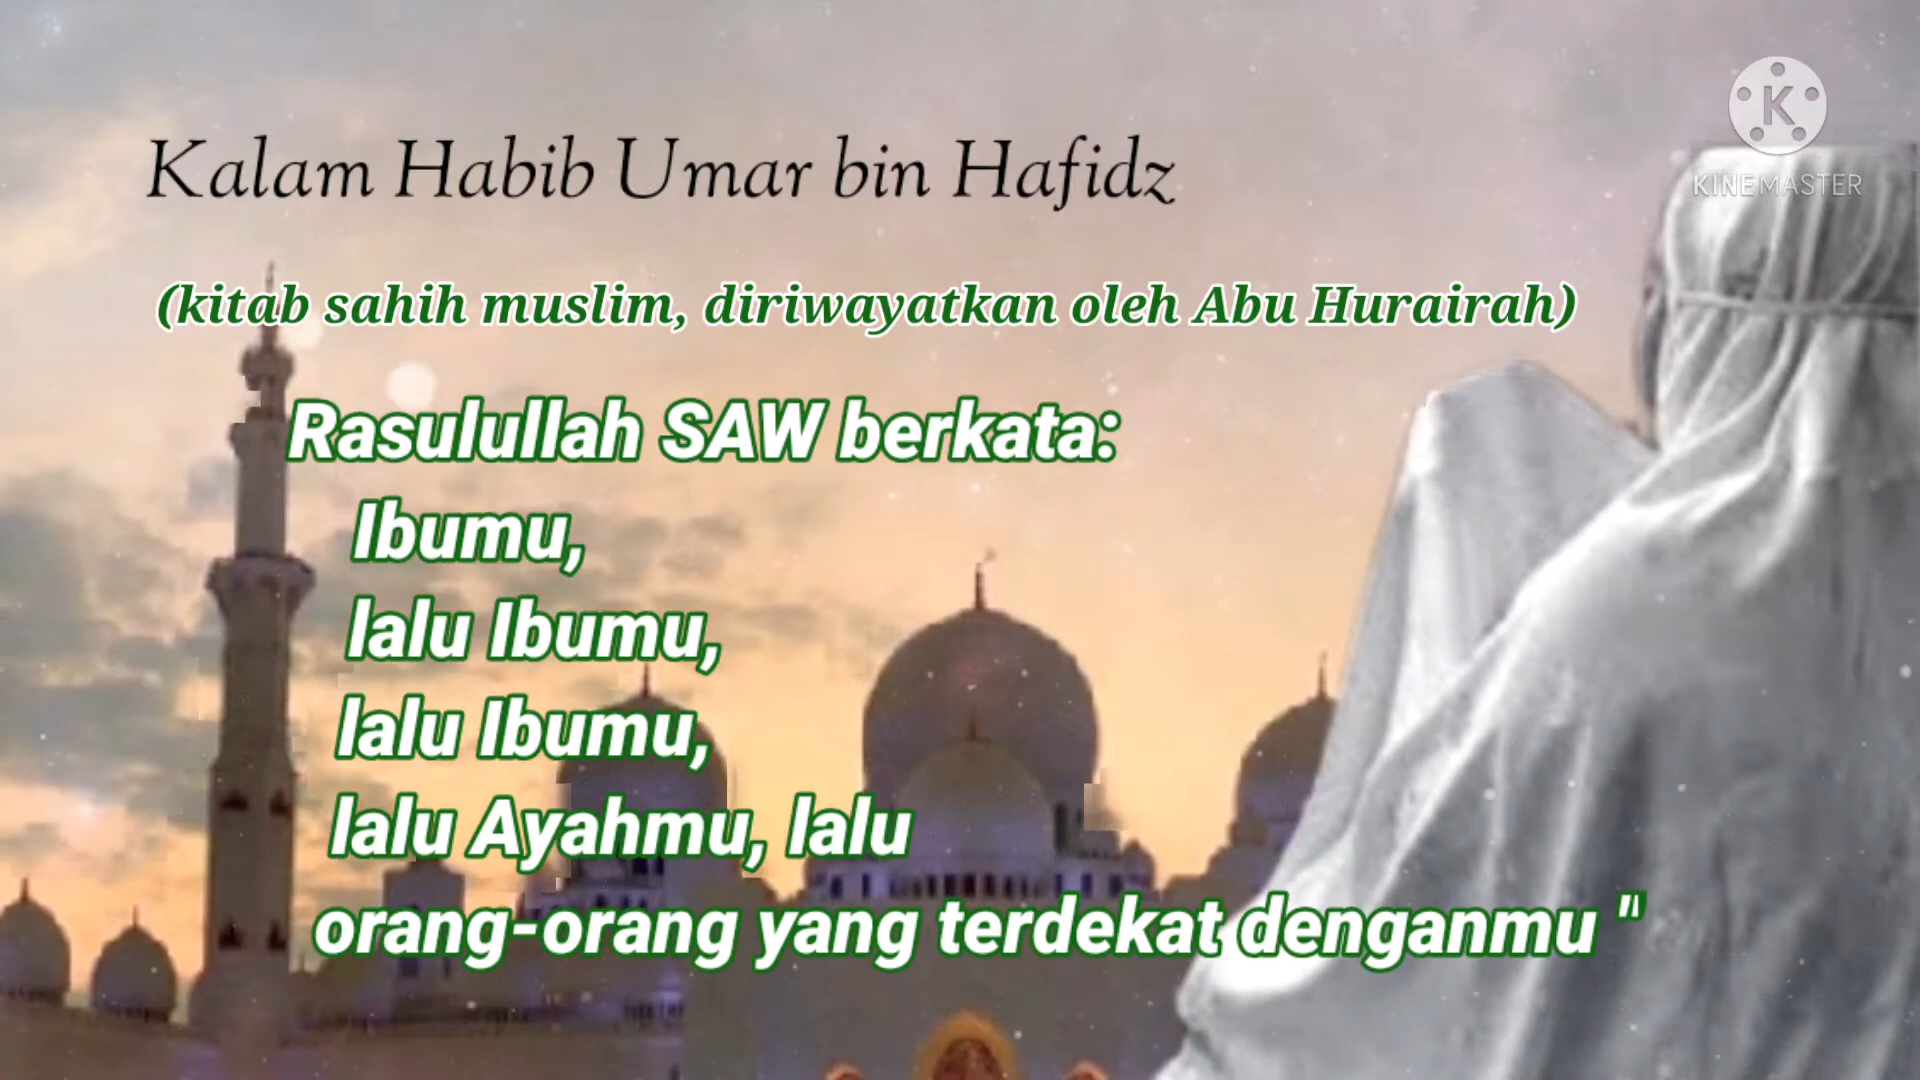 Kalam Habib Umar bin Hafidz
KINEMASTER
(kitab sahih muslim, diriwayatkan oleh Abu Hurairah)
Rasulullah SAW berkata:
Ibumu,
lalu Ibumu,
lalu Ibumu,
lalu Ayahmu, lalu
orang-orang yang terdekat denganmu "